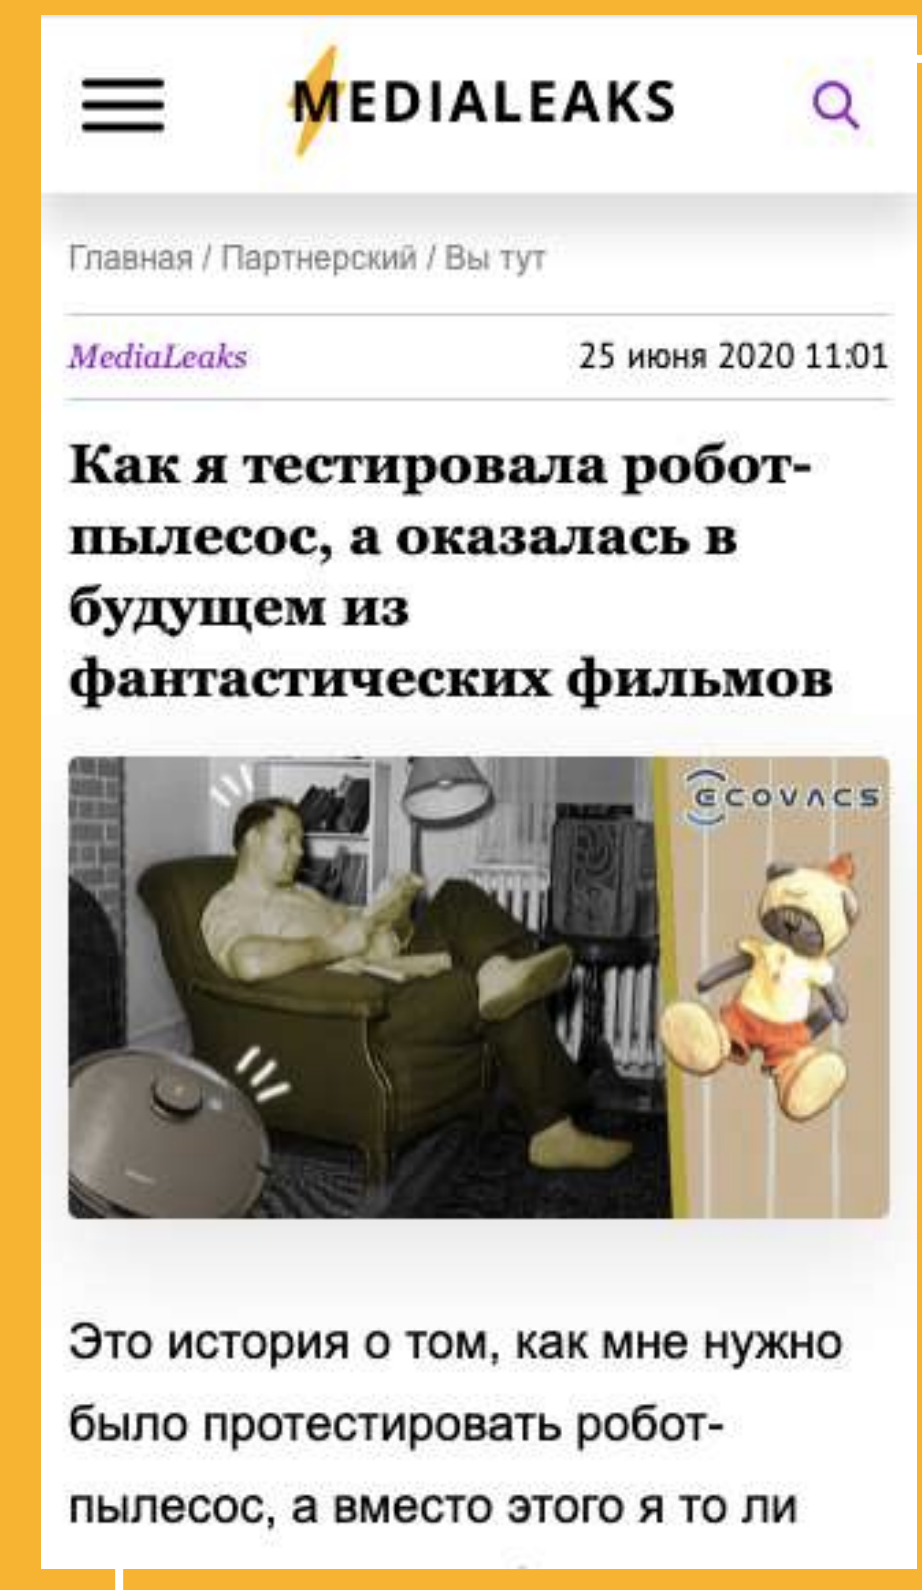 MEDIALEAKS
Главная / Партнерский / Вы тут
MediaLeaks
25 июня 2020 11:01
Как я тестировала робот-
пылесос, а оказалась в
будущем из
фантастических фильмов
ECOVACS
Это история о том, как мне нужно
было протестировать робот-
пылесос, а вместо этого я то ли